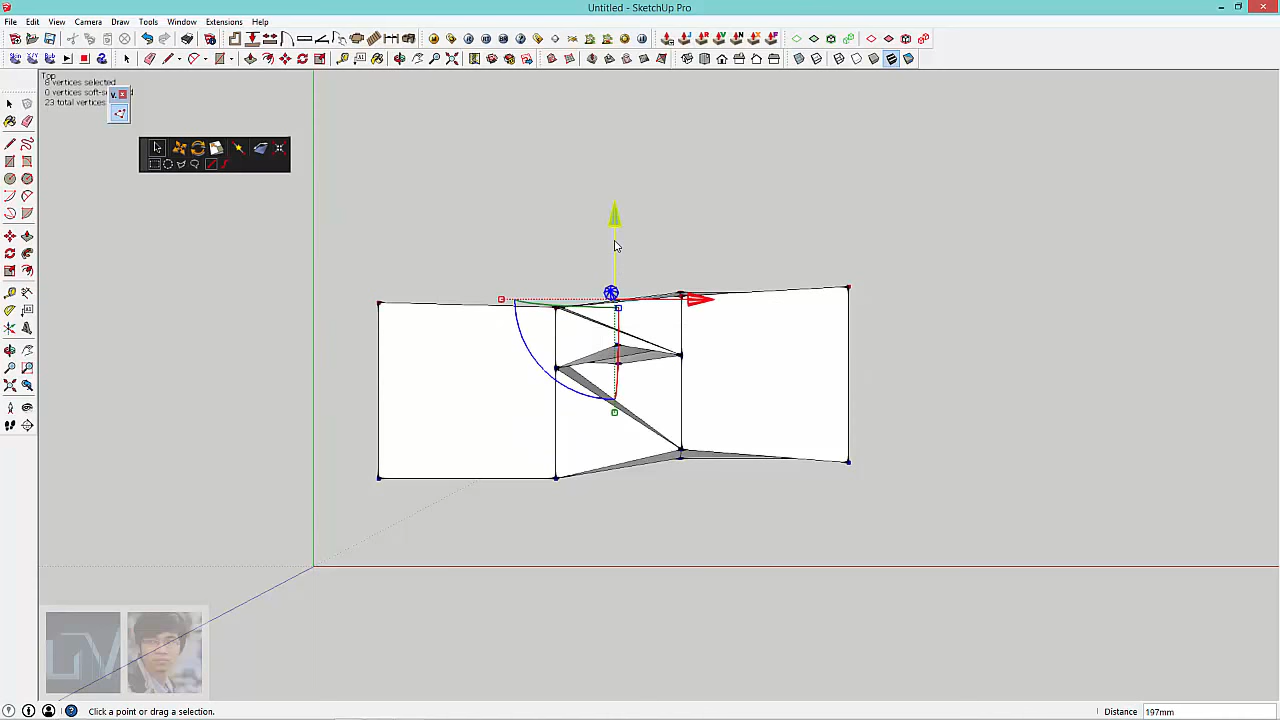 Untitled - SketchUp Pro
File Edit View Camera Draw Tools Window Extensions Help
Top
8 vertices selected
0 vertices soft-se d
23 total vertices
v.
Click a point or drag a selection.
Distance 197mm